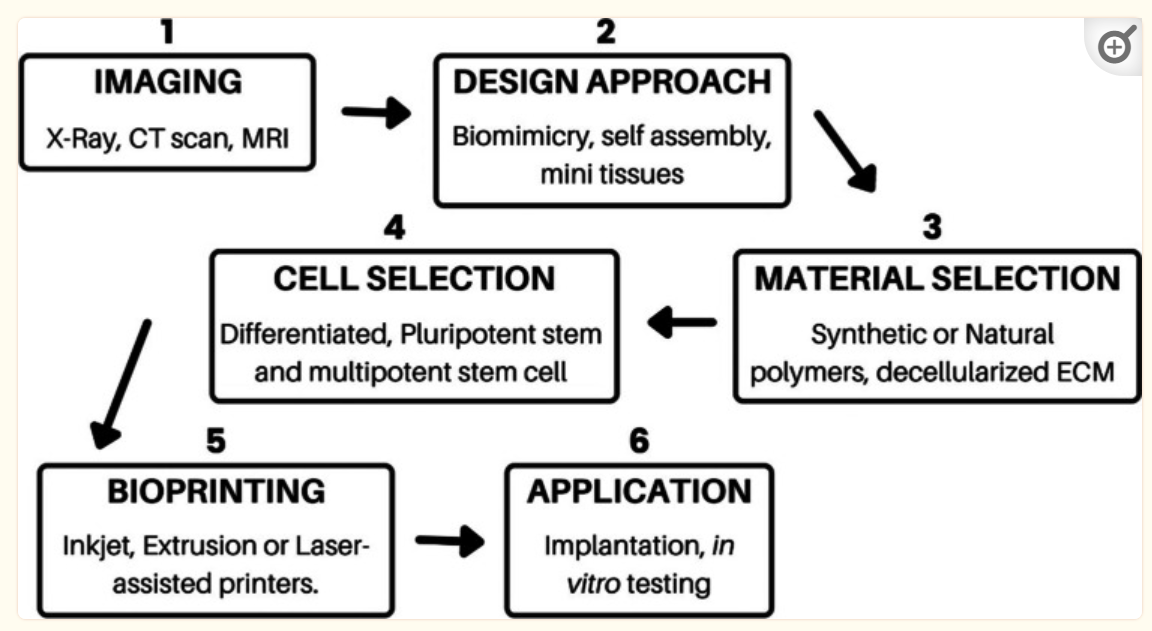 1
IMAGING
X-Ray, CT scan, MRI
2
DESIGN APPROACH
Biomimicry, self assembly,
mini tissues
3
MATERIAL SELECTION
Synthetic or Natural
polymers, decellularized ECM
4
CELL SELECTION
Differentiated, Pluripotent stem
and multipotent stem cell
5
BIOPRINTING
Inkjet, Extrusion or Laser-
assisted printers.
6
APPLICATION
Implantation, in
vitro testing